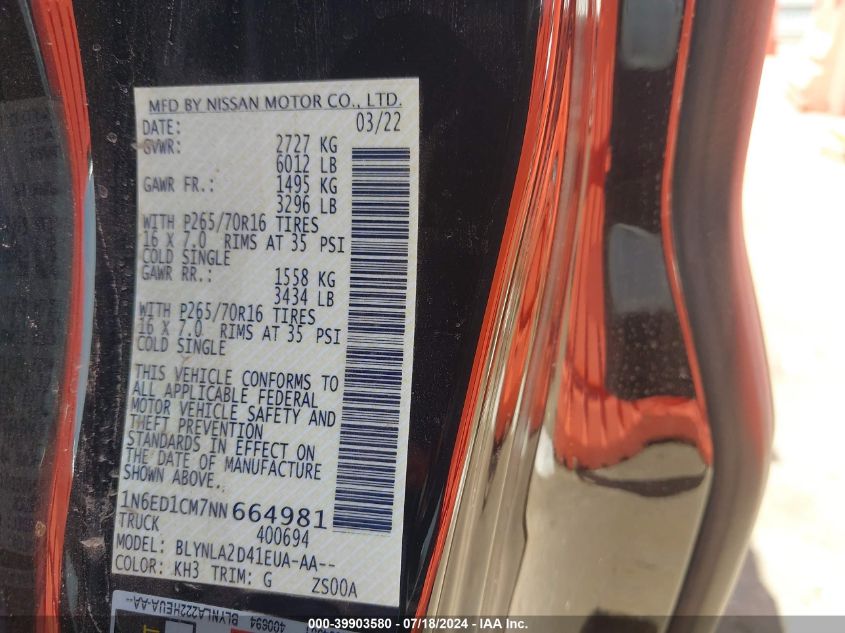 MFD BY NISSAN MOTOR CO., LTD.
DATE: 03/22
GVWR: 2727 KG
6012 LB
GAWR FR.: 1495 KG
3296 LB
WITH P265/70R16 TIRES
16 X 7.0 RIMS AT 35 PSI
COLD SINGLE
GAWR RR.: 1558 KG
3434 LB
WITH P265/70R16 TIRES
16 X 7.0 RIMS AT 35 PSI
COLD SINGLE
THIS VEHICLE CONFORMS TO
ALL APPLICABLE FEDERAL
MOTOR VEHICLE SAFETY AND
THEFT PREVENTION
STANDARDS IN EFFECT ON
THE DATE OF MANUFACTURE
SHOWN ABOVE.
1N6ED1CM7NN664981
TRUCK 400694
MODEL: BLYNLA2D41EUA-AA--
COLOR: KH3 TRIM: G ZS00A
400694 BLYNLA222HEUA-AA--
000-39903580 - 07/18/2024 - IAA Inc.